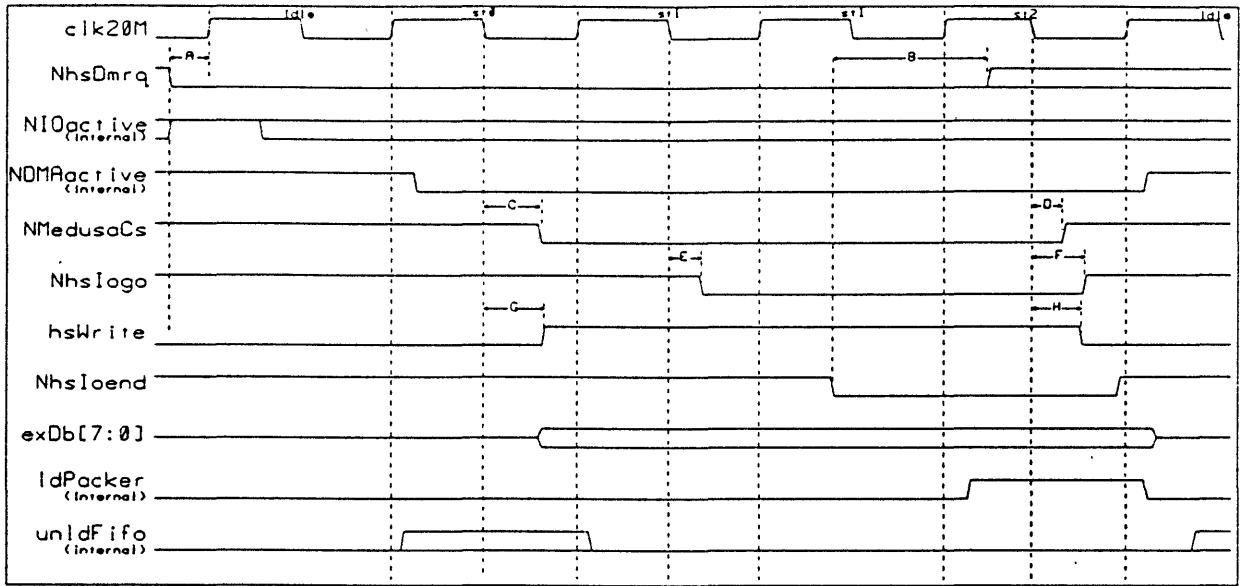 Idle st0 st1 st1 st2 Idle
clk20M
A B
NhsDmrq
NIOactive
(Internal)
NDMAactive
(Internal)
C D
NMedusaCs
E F
NhsIogo
G H
hsWrite
NhsIoend
exDb[7:0]
ldPacker
(Internal)
unldFifo
(internal)